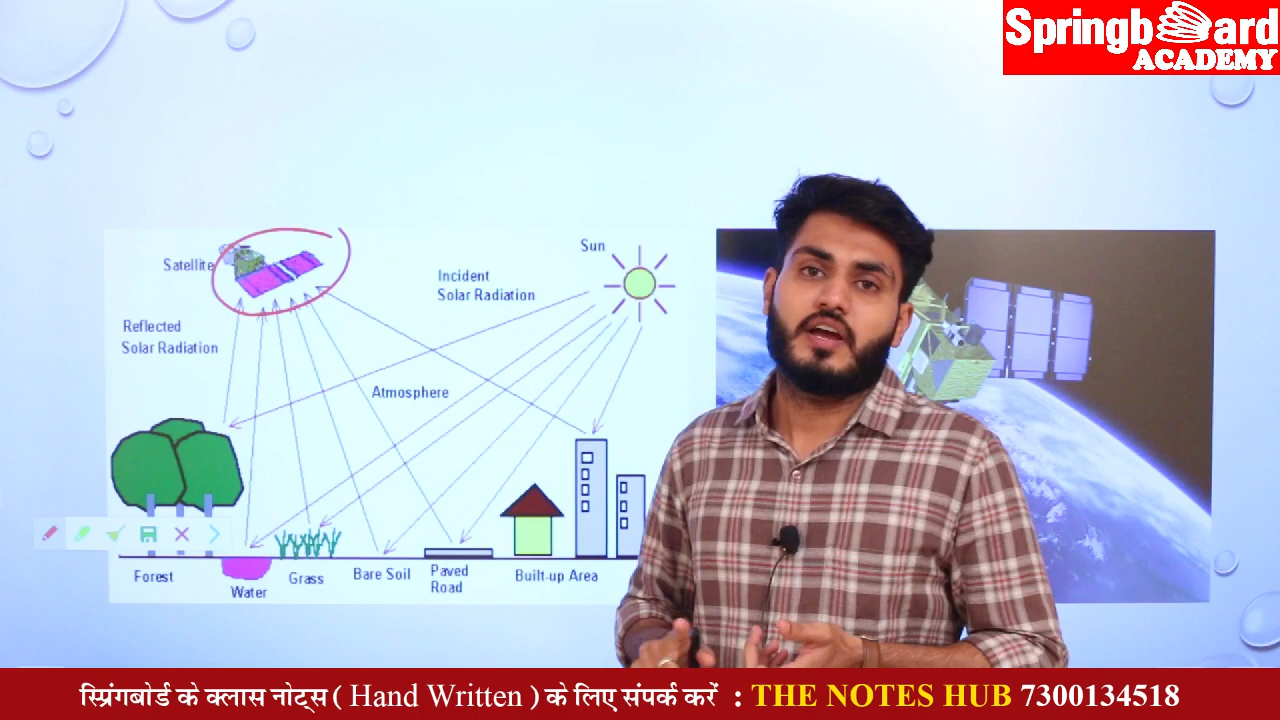 Springboard
ACADEMY
Satellite
Sun
Incident
Solar Radiation
Reflected
Solar Radiation
Atmosphere
Forest
Water
Grass
Bare Soil
Paved
Road
Built-up Area
स्प्रिंगबोर्ड के क्लास नोट्स ( Hand Written ) के लिए संपर्क करें : THE NOTES HUB 7300134518